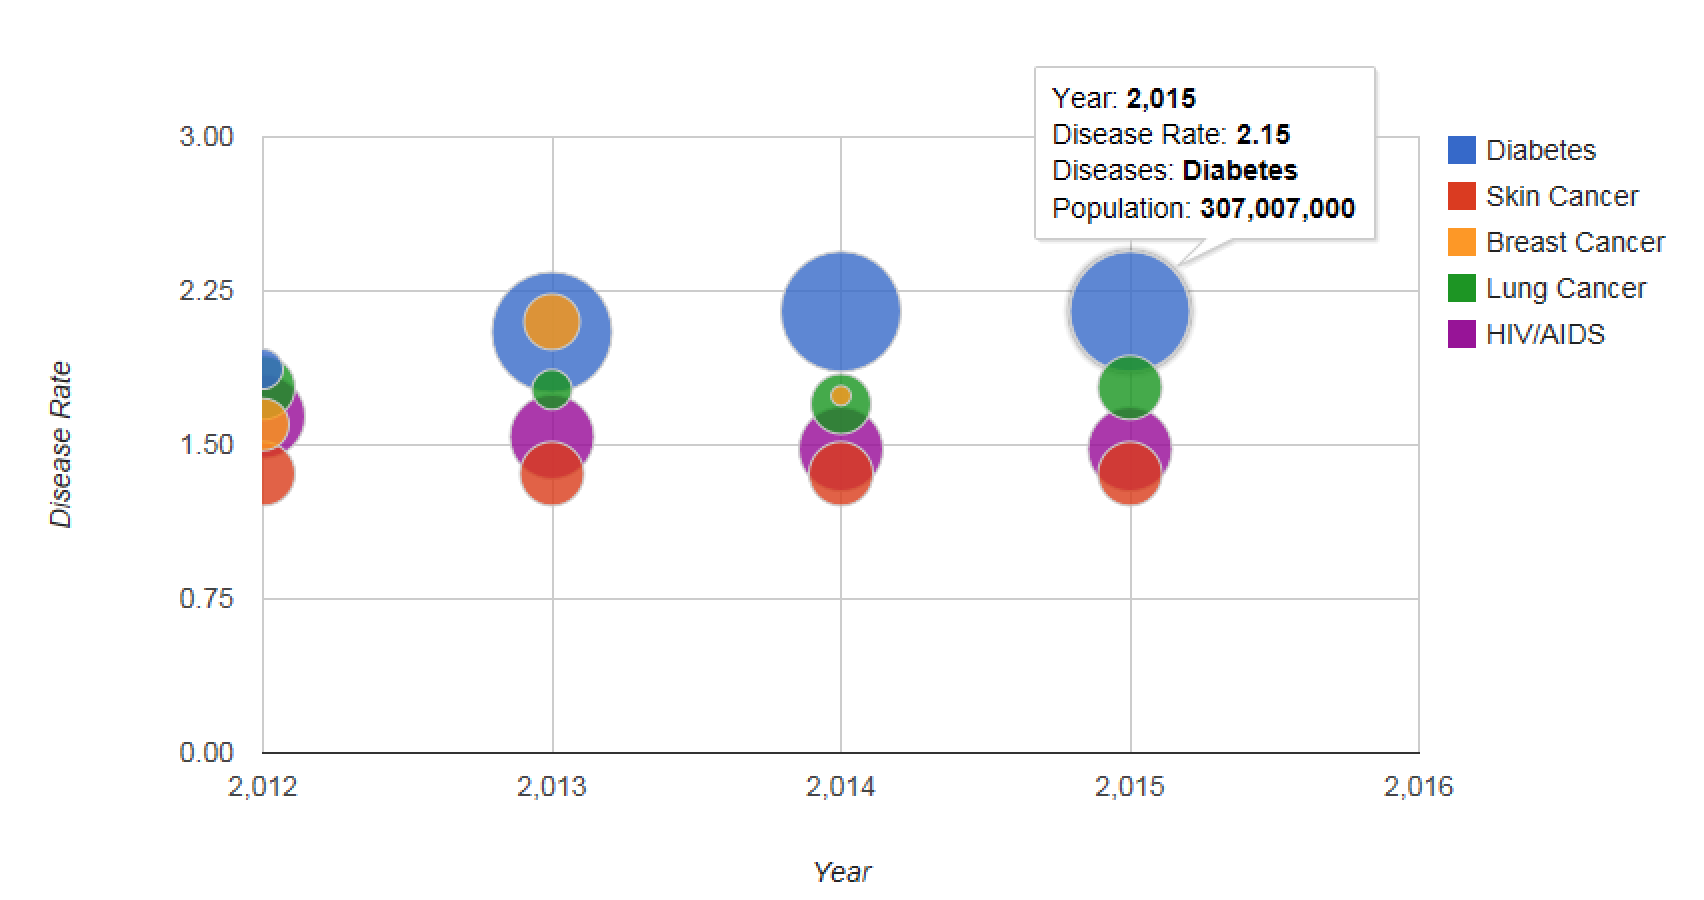 Year: 2,015
Disease Rate: 2.15
Diseases: Diabetes
Population: 307,007,000
3.00
2.25
1.50
0.75
0.00
Disease Rate
2,012 2,013 2,014 2,015 2,016
Year
Diabetes
Skin Cancer
Breast Cancer
Lung Cancer
HIV/AIDS